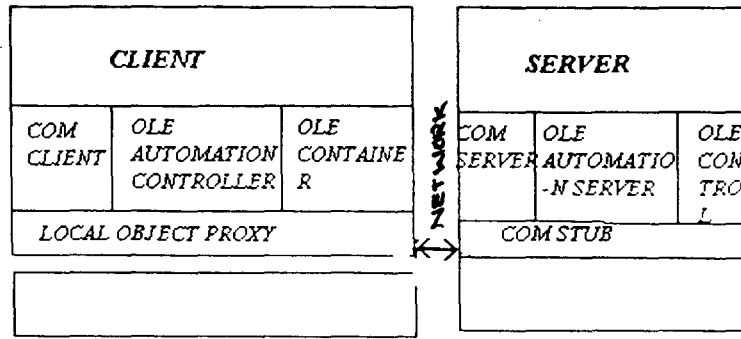 CLIENT
COM
CLIENT
OLE
AUTOMATION
CONTROLLER
OLE
CONTAINE
R
LOCAL OBJECT PROXY
NETWORK
SERVER
COM
SERVER
OLE
AUTOMATIO
-N SERVER
OLE
CON
TRO
L
COM STUB